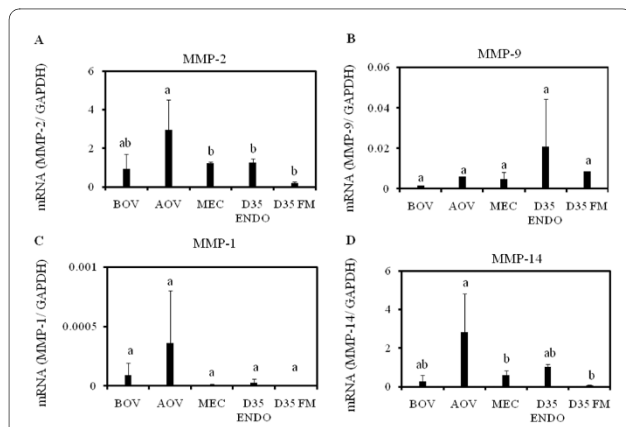 A
MMP-2
mRNA (MMP-2/ GAPDH)
6
4
2
0
ab
a
b
b
b
BOV AOV MEC D35 D35 FM
ENDO
B
MMP-9
mRNA (MMP-9/ GAPDH)
0.06
0.04
0.02
0
a
a
a
a
a
BOV AOV MEC D35 D35 FM
ENDO
C
MMP-1
mRNA (MMP-1/ GAPDH)
0.001
0.0005
0
a
a
a
a
a
BOV AOV MEC D35 D35 FM
ENDO
D
MMP-14
mRNA (MMP-14/ GAPDH)
6
4
2
0
ab
a
b
ab
b
BOV AOV MEC D35 D35 FM
ENDO